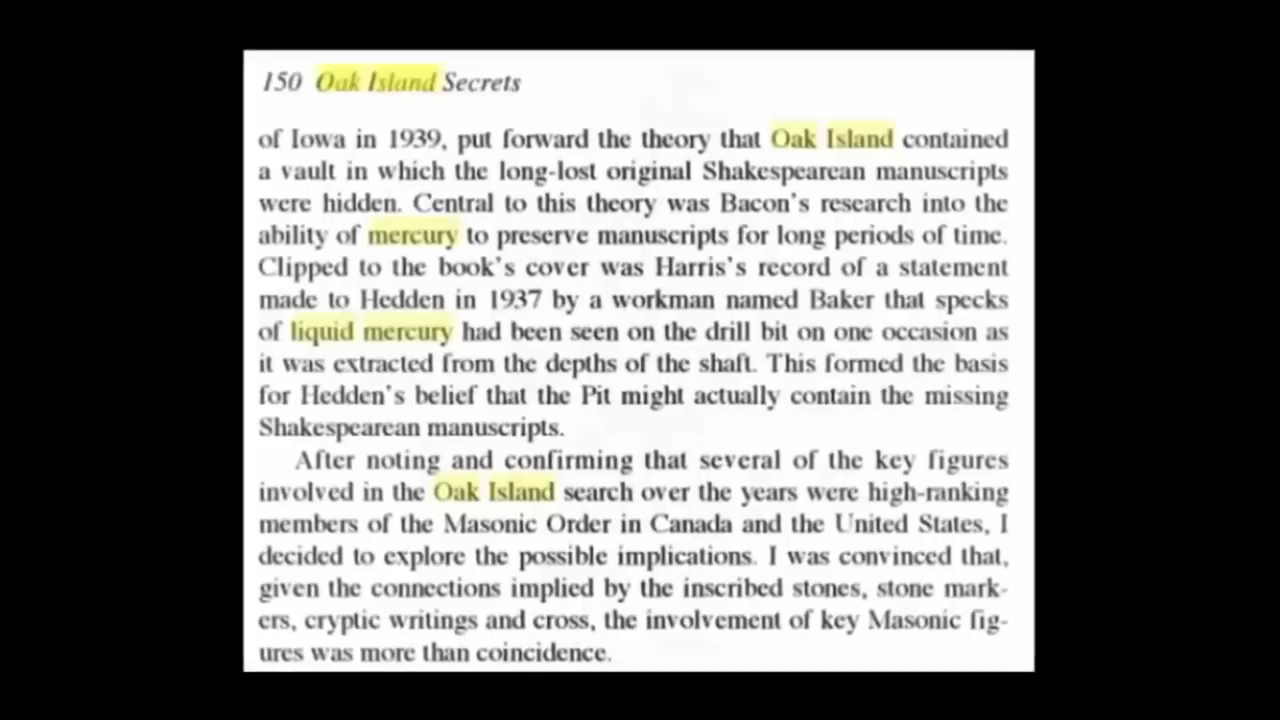 150 Oak Island Secrets
of Iowa in 1939, put forward the theory that Oak Island contained
a vault in which the long-lost original Shakespearean manuscripts
were hidden. Central to this theory was Bacon's research into the
ability of mercury to preserve manuscripts for long periods of time.
Clipped to the book's cover was Harris's record of a statement
made to Hedden in 1937 by a workman named Baker that specks
of liquid mercury had been seen on the drill bit on one occasion as
it was extracted from the depths of the shaft. This formed the basis
for Hedden's belief that the Pit might actually contain the missing
Shakespearean manuscripts.
After noting and confirming that several of the key figures
involved in the Oak Island search over the years were high-ranking
members of the Masonic Order in Canada and the United States, I
decided to explore the possible implications. I was convinced that,
given the connections implied by the inscribed stones, stone mark-
ers, cryptic writings and cross, the involvement of key Masonic fig-
ures was more than coincidence.